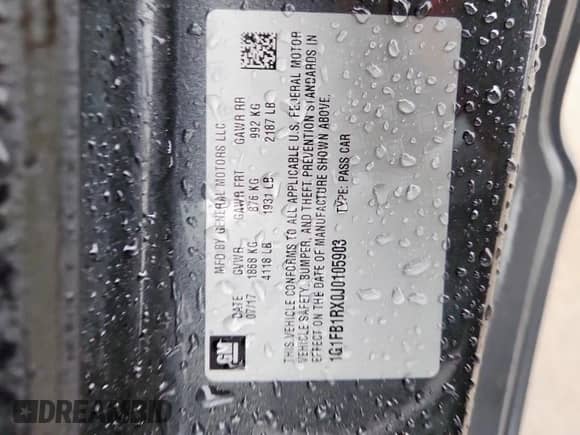 MFD BY GENERAL MOTORS LLC
DATE GVWR GAWR FRT GAWR RR
07/17 1868 KG 876 KG 992 KG
4118 LB 1931 LB 2187 LB
THIS VEHICLE CONFORMS TO ALL APPLICABLE U.S. FEDERAL MOTOR
VEHICLE SAFETY, BUMPER, AND THEFT PREVENTION STANDARDS IN
EFFECT ON THE DATE OF MANUFACTURE SHOWN ABOVE.
1G1FB1RX0J0105903 TYPE: PASS CAR
GM
DREAMBID